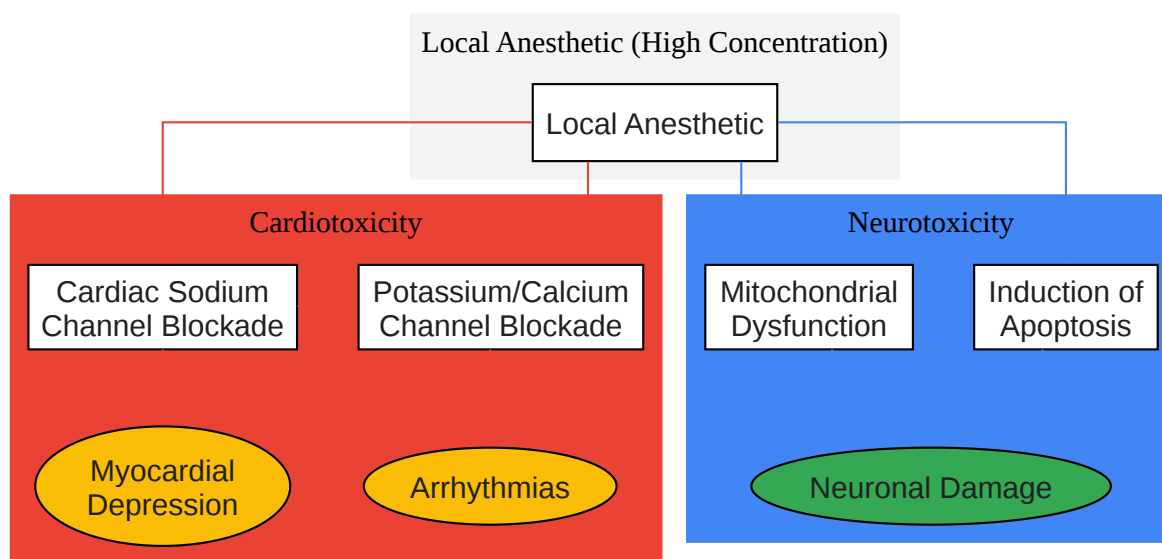 Local Anesthetic (High Concentration)
Local Anesthetic
Cardiotoxicity
Neurotoxicity
Cardiac Sodium
Channel Blockade
Potassium/Calcium
Channel Blockade
Mitochondrial
Dysfunction
Induction of
Apoptosis
Myocardial
Depression
Arrhythmias
Neuronal Damage